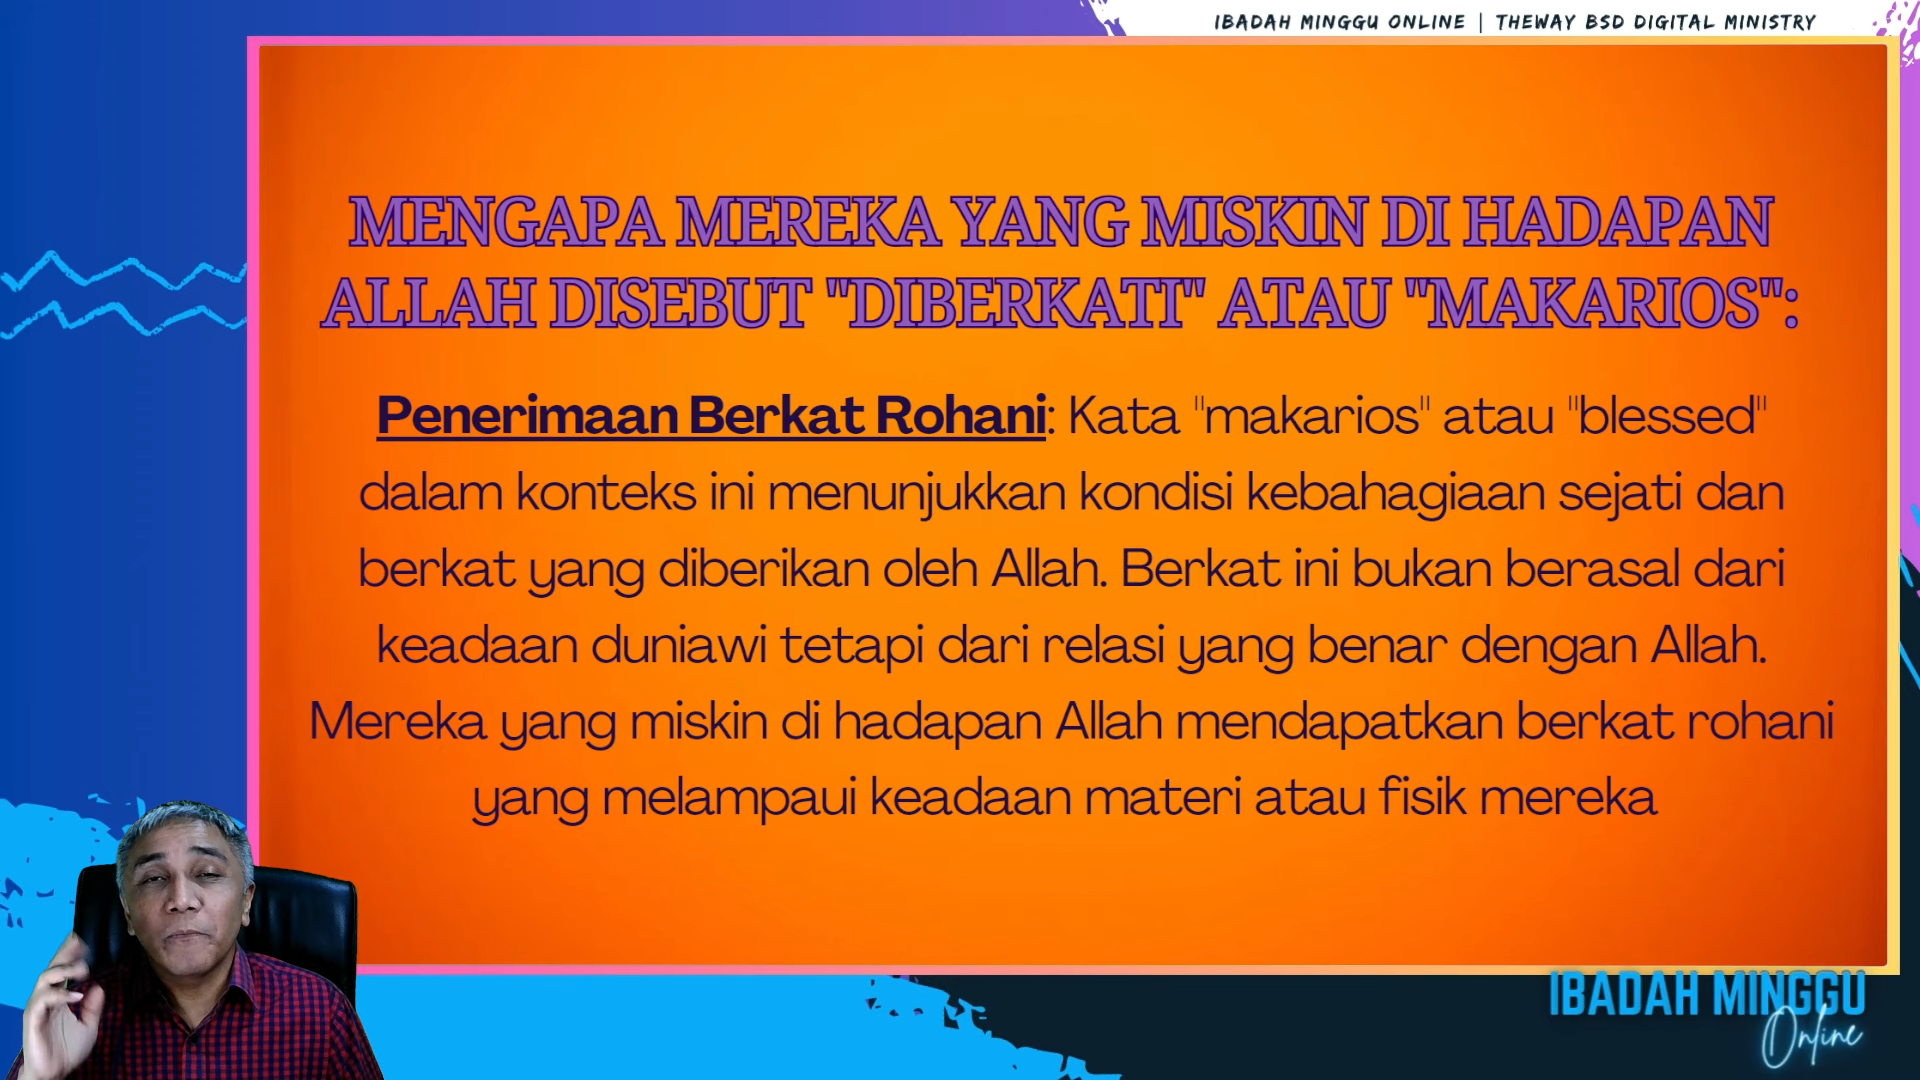 IBADAH MINGGU ONLINE | THEWAY BSD DIGITAL MINISTRY
MENGAPA MEREKA YANG MISKIN DI HADAPAN
ALLAH DISEBUT "DIBERKATI" ATAU "MAKARIOS":
Penerimaan Berkat Rohani: Kata "makarios" atau "blessed"
dalam konteks ini menunjukkan kondisi kebahagiaan sejati dan
berkat yang diberikan oleh Allah. Berkat ini bukan berasal dari
keadaan duniawi tetapi dari relasi yang benar dengan Allah.
Mereka yang miskin di hadapan Allah mendapatkan berkat rohani
yang melampaui keadaan materi atau fisik mereka
IBADAH MINGGU
Online